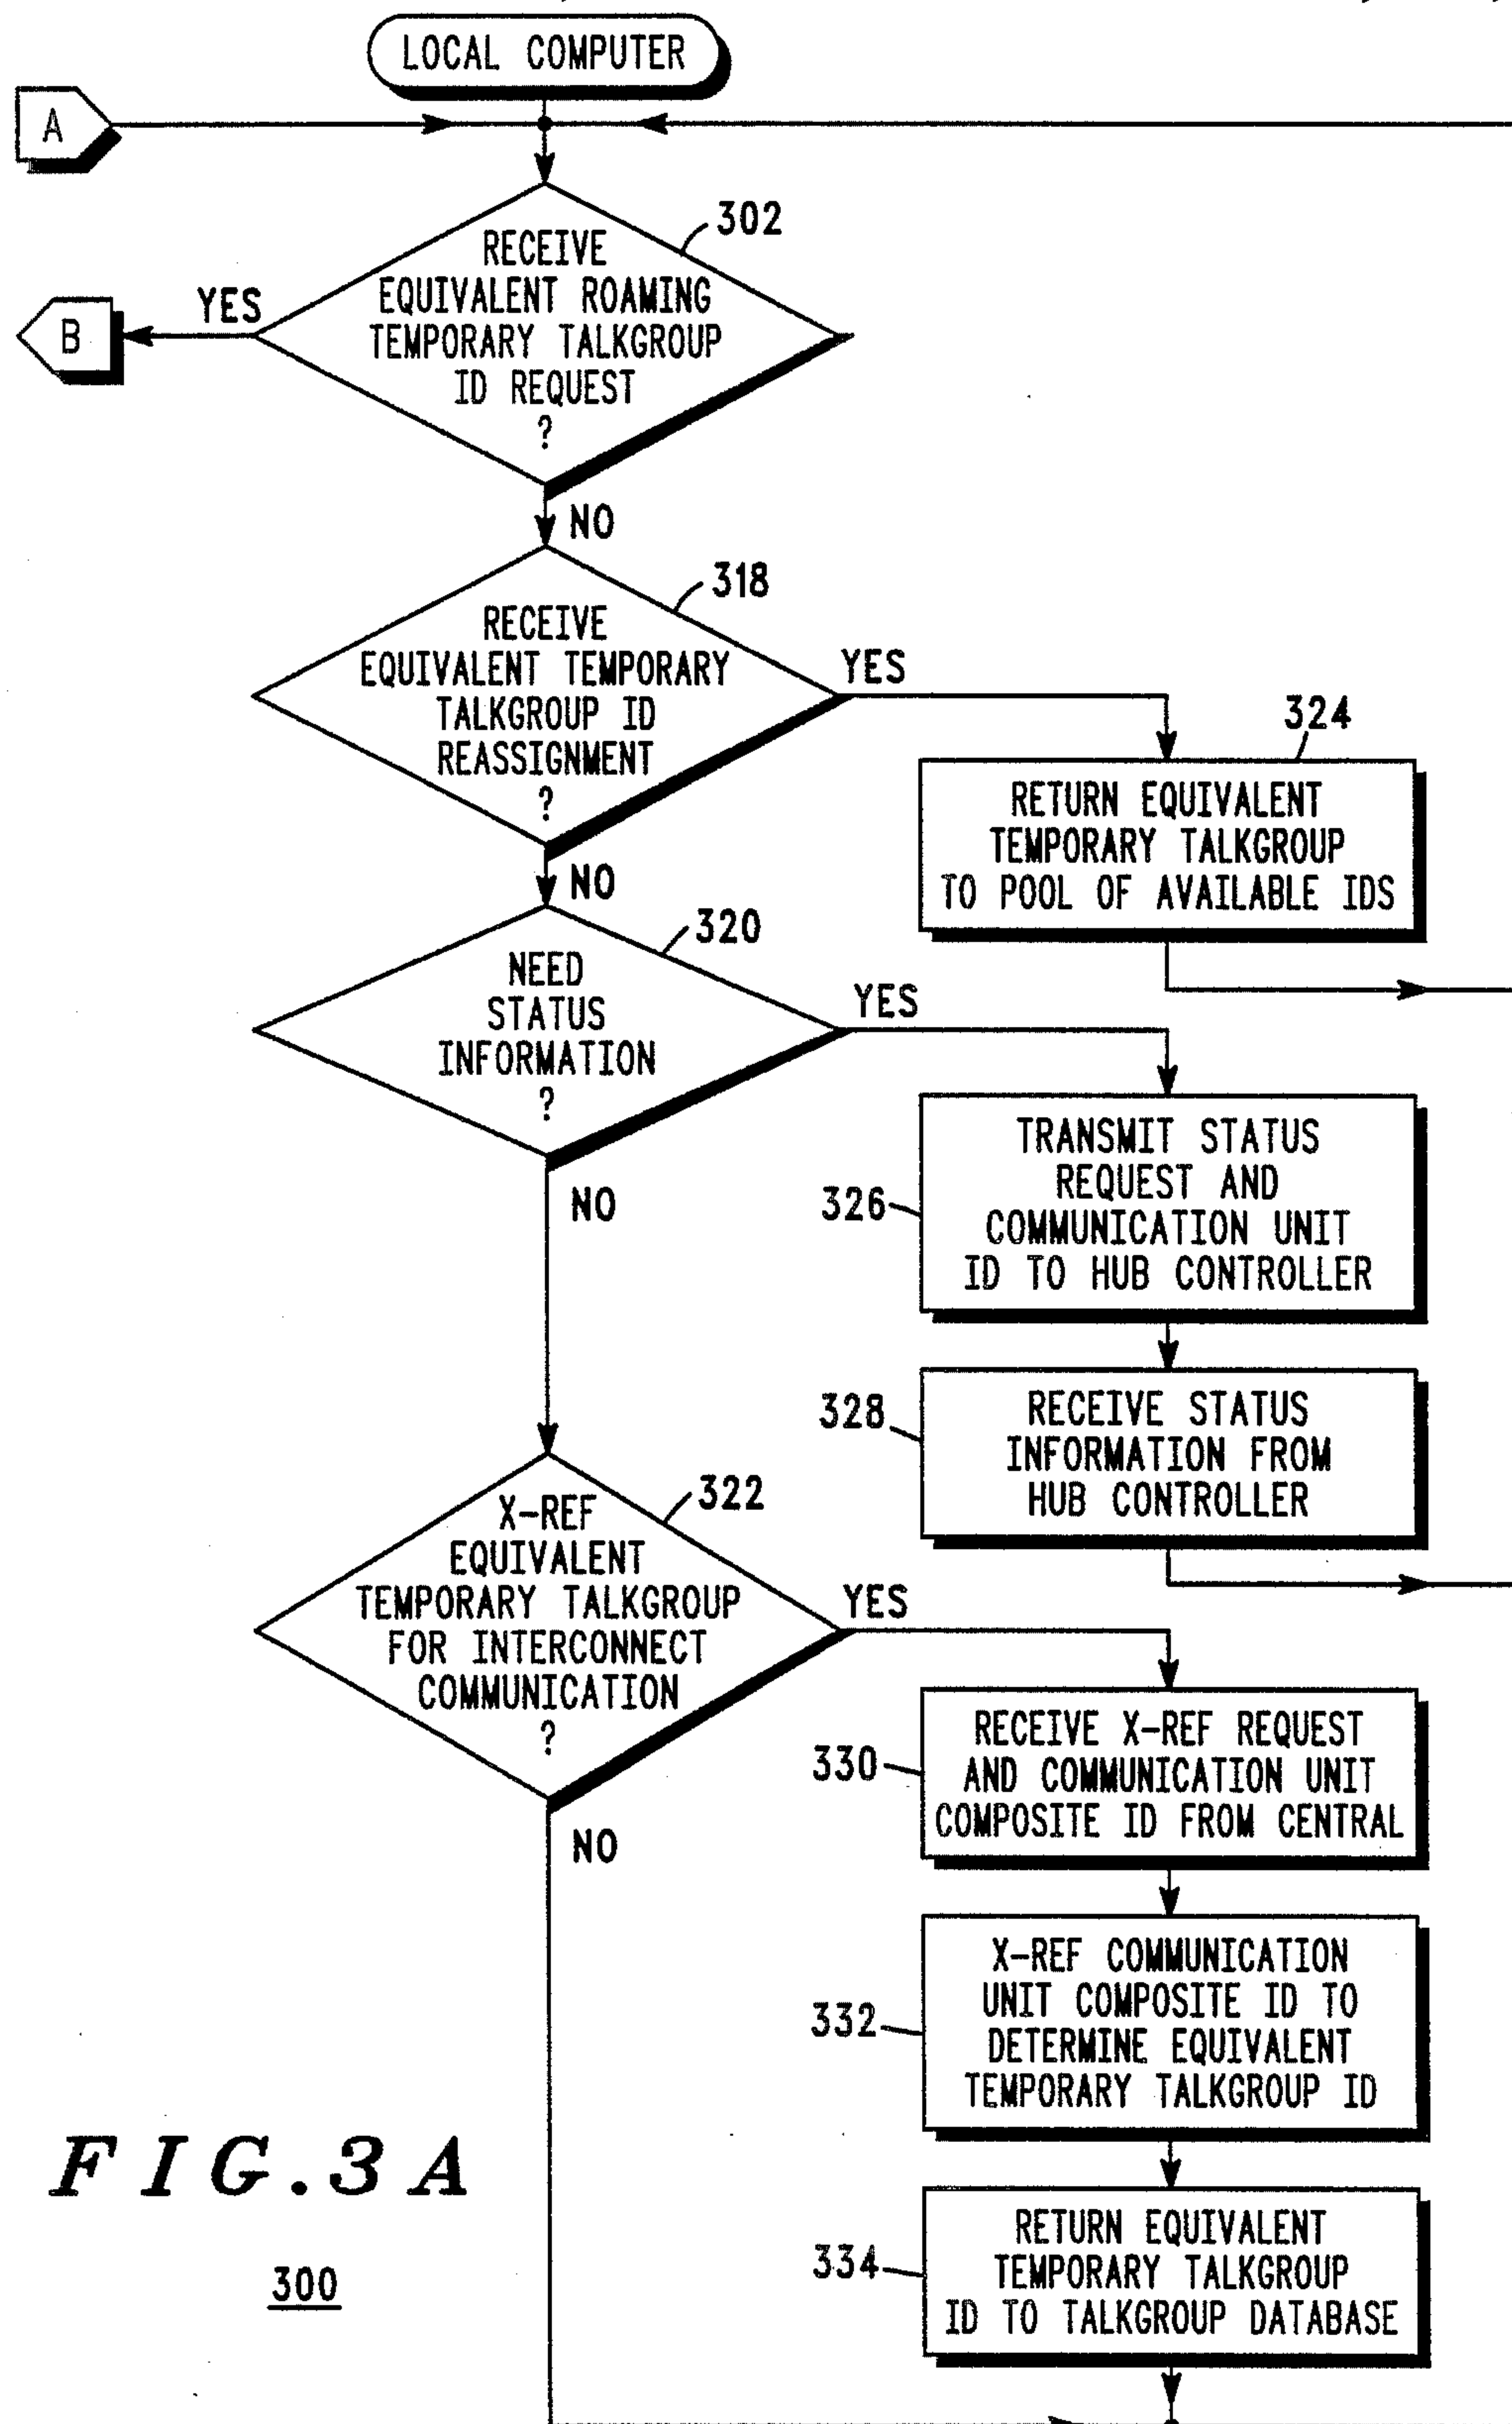 LOCAL COMPUTER
A
302
RECEIVE
EQUIVALENT ROAMING
TEMPORARY TALKGROUP
ID REQUEST
?
YES
B
NO
318
RECEIVE
EQUIVALENT TEMPORARY
TALKGROUP ID
REASSIGNMENT
?
YES
324
RETURN EQUIVALENT
TEMPORARY TALKGROUP
TO POOL OF AVAILABLE IDS
NO
320
NEED
STATUS
INFORMATION
?
YES
326
TRANSMIT STATUS
REQUEST AND
COMMUNICATION UNIT
ID TO HUB CONTROLLER
NO
328
RECEIVE STATUS
INFORMATION FROM
HUB CONTROLLER
322
X-REF
EQUIVALENT
TEMPORARY TALKGROUP
FOR INTERCONNECT
COMMUNICATION
?
YES
330
RECEIVE X-REF REQUEST
AND COMMUNICATION UNIT
COMPOSITE ID FROM CENTRAL
NO
332
X-REF COMMUNICATION
UNIT COMPOSITE ID TO
DETERMINE EQUIVALENT
TEMPORARY TALKGROUP ID
334
RETURN EQUIVALENT
TEMPORARY TALKGROUP
ID TO TALKGROUP DATABASE
FIG.3A
300